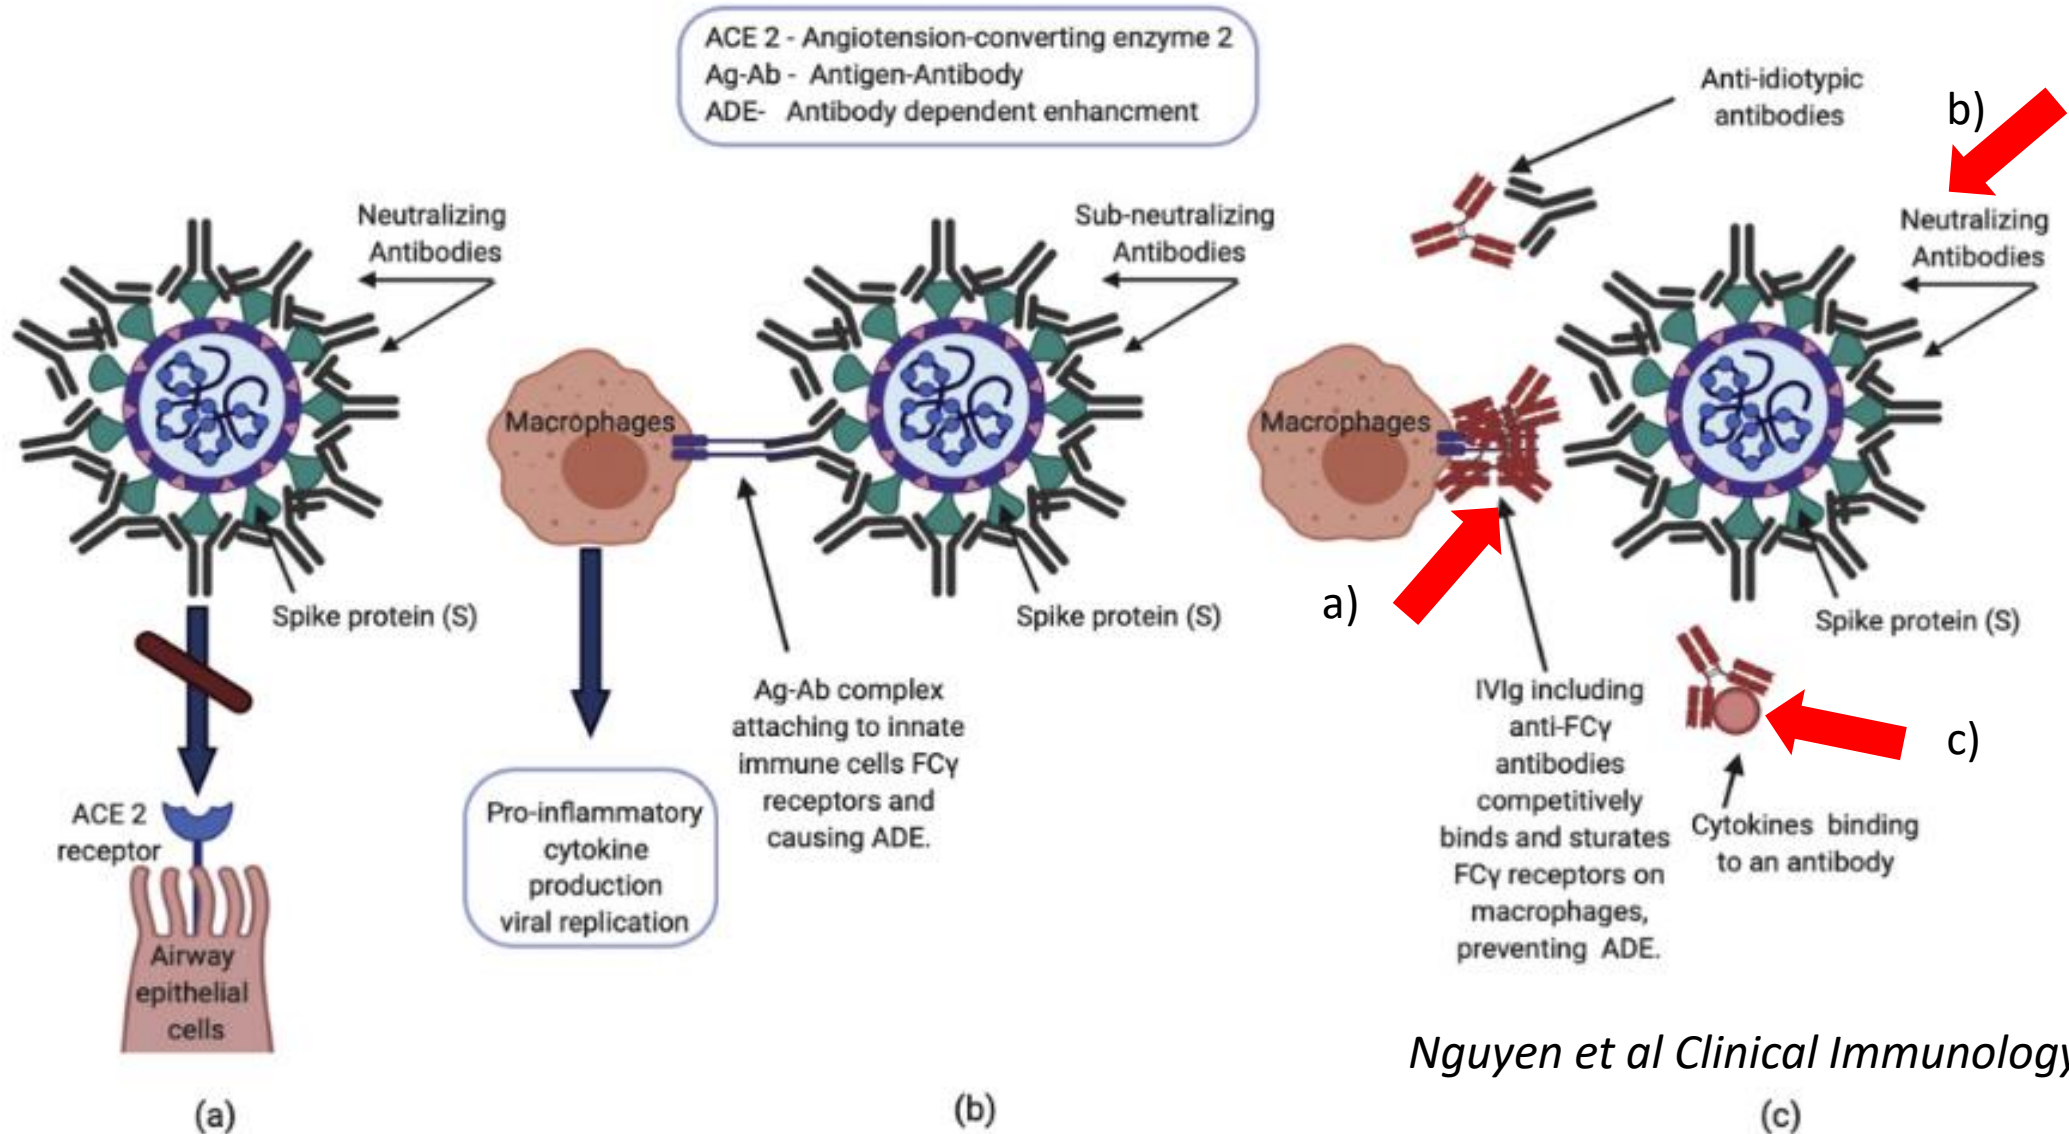 ACE 2 - Angiotension-converting enzyme 2
Ag-Ab - Antigen-Antibody
ADE- Antibody dependent enhancment
Neutralizing
Antibodies
Spike protein (S)
ACE 2
receptor
Airway
epithelial
cells
(a)
Sub-neutralizing
Antibodies
Macrophages
Spike protein (S)
Ag-Ab complex
attaching to innate
immune cells FCγ
receptors and
causing ADE.
Pro-inflammatory
cytokine
production
viral replication
(b)
Anti-idiotypic
antibodies
b)
Neutralizing
Antibodies
Macrophages
a)
Spike protein (S)
IVIg including
anti-FCγ
antibodies
competitively
binds and sturates
FCγ receptors on
macrophages,
preventing ADE.
c)
Cytokines binding
to an antibody
Nguyen et al Clinical Immunology
(c)